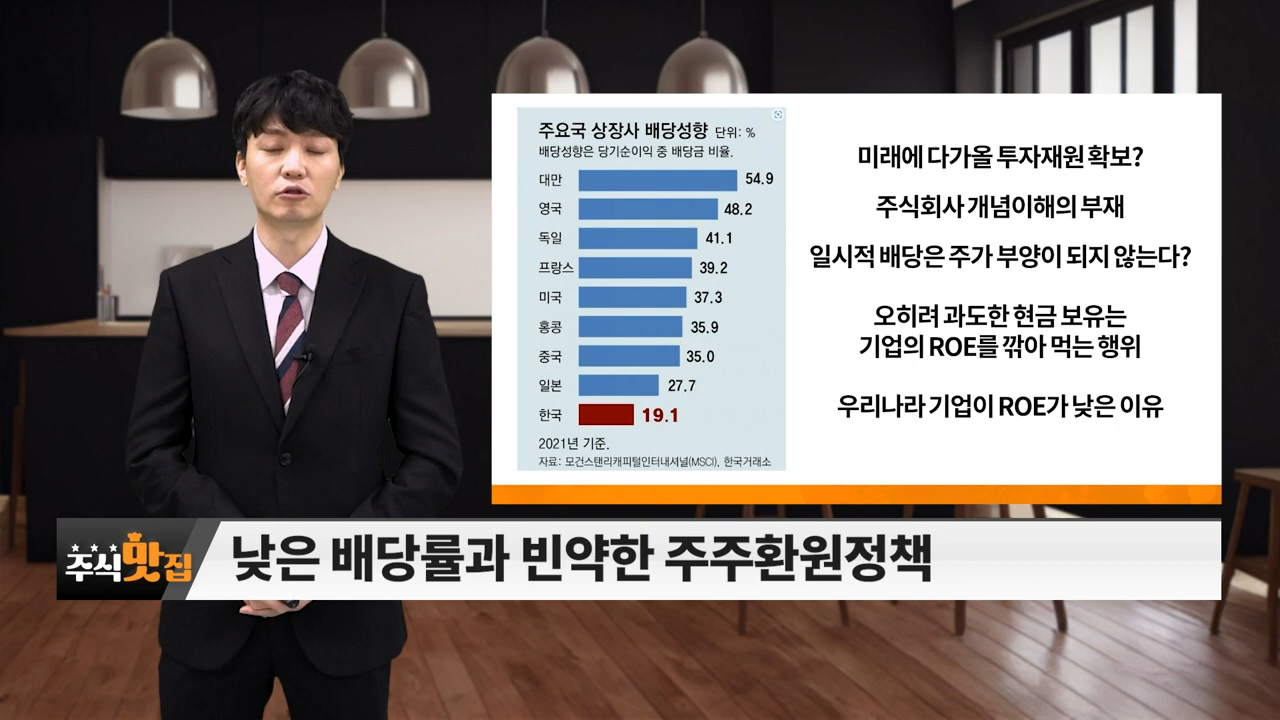 주요국 상장사 배당성향 단위: %
배당성향은 당기순이익 중 배당금 비율.
대만 54.9
영국 48.2
독일 41.1
프랑스 39.2
미국 37.3
홍콩 35.9
중국 35.0
일본 27.7
한국 19.1
2021년 기준.
자료: 모건스탠리캐피털인터내셔널(MSCI), 한국거래소
미래에 다가올 투자재원 확보?
주식회사 개념이해의 부재
일시적 배당은 주가 부양이 되지 않는다?
오히려 과도한 현금 보유는
기업의 ROE를 깎아 먹는 행위
우리나라 기업이 ROE가 낮은 이유
주식맛집
낮은 배당률과 빈약한 주주환원정책